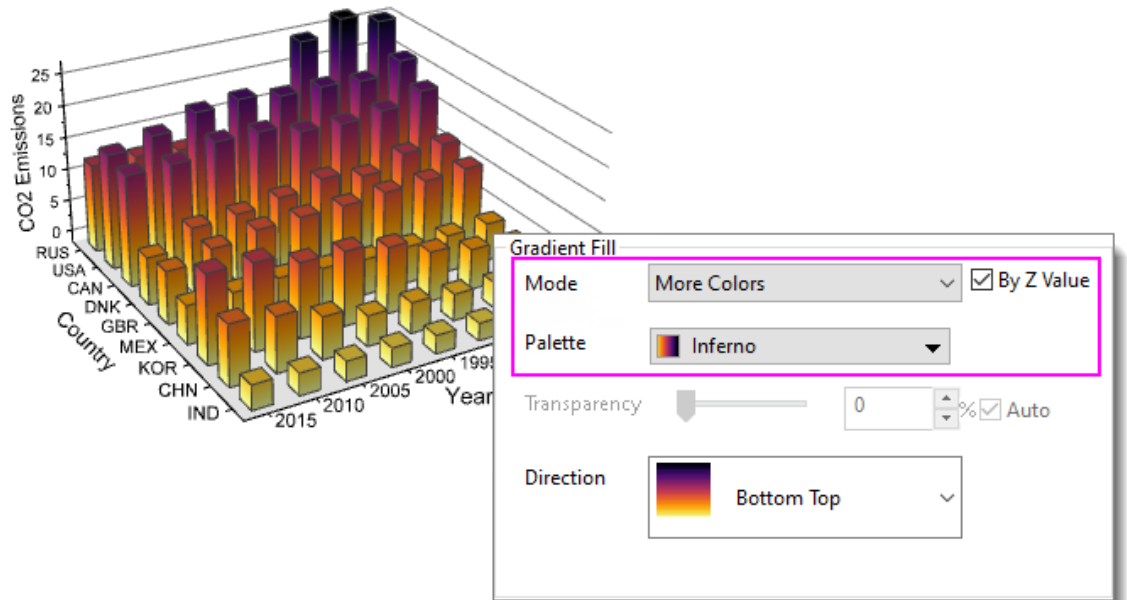 25
20
15
10
5
0
CO2 Emissions
RUS
USA
CAN
DNK
GBR
MEX
KOR
CHN
IND
Country
2015
2010
2005
2000
1995
Year
Gradient Fill
Mode More Colors By Z Value
Palette Inferno
Transparency 0 % Auto
Direction Bottom Top